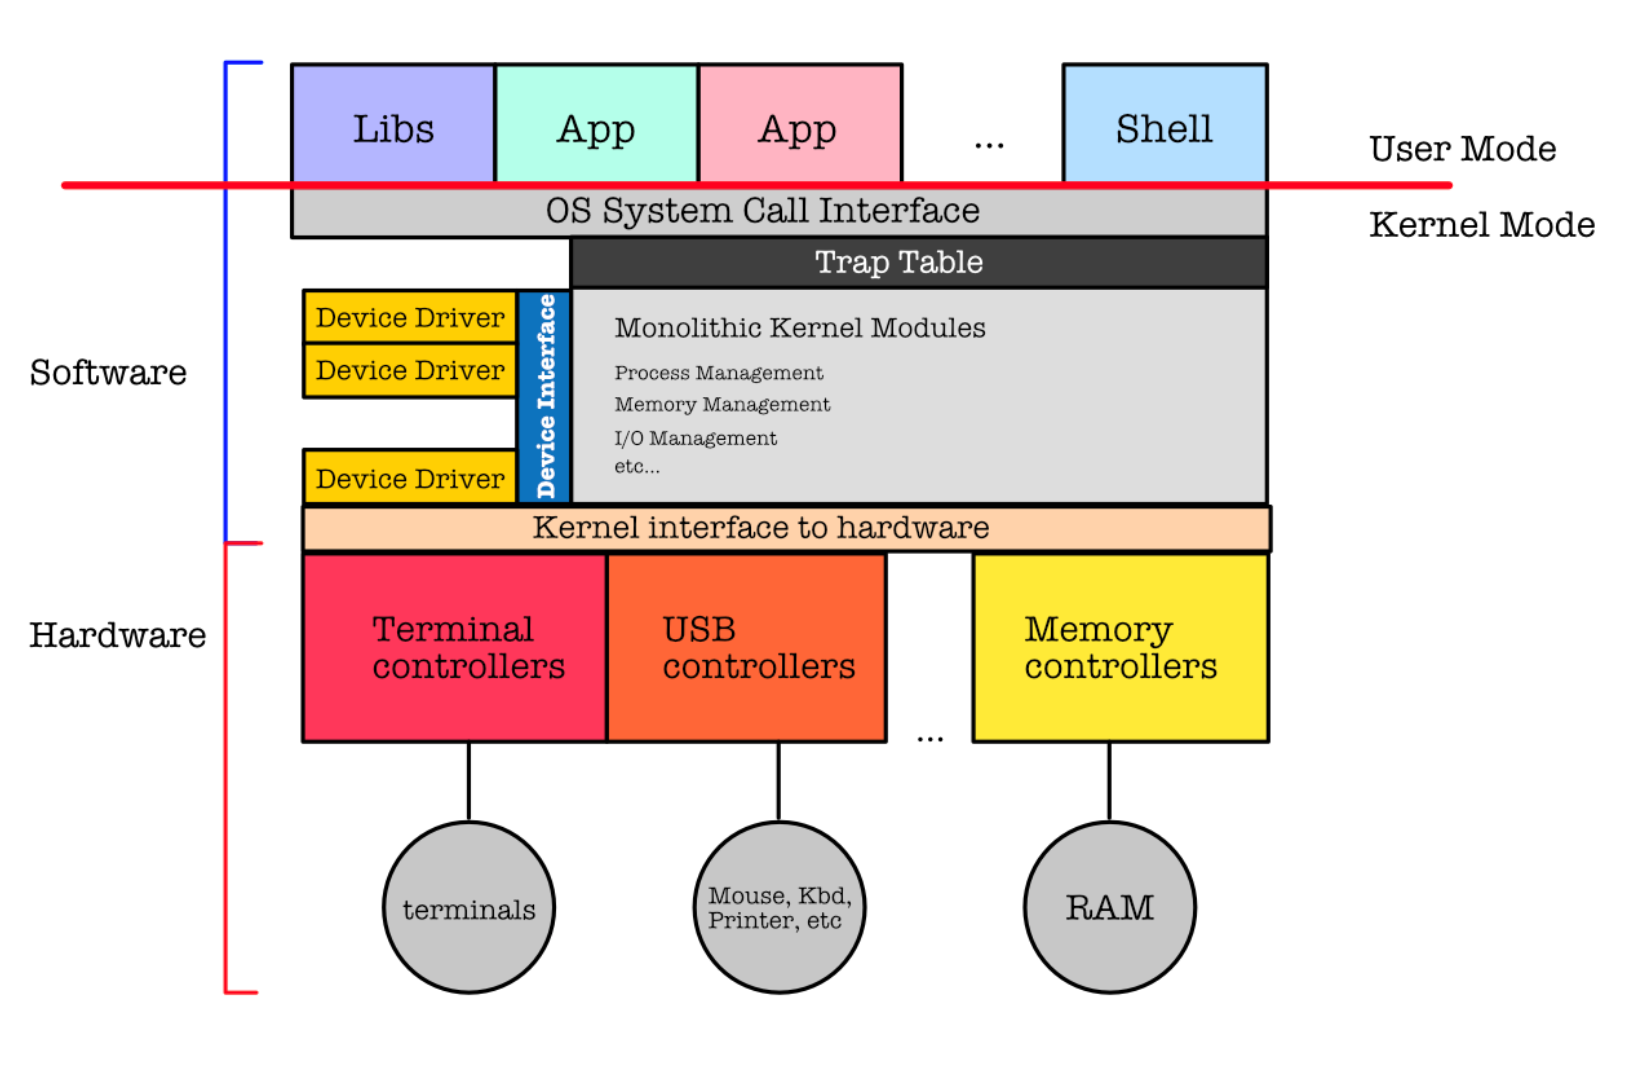 Libs
App
App
...
Shell
User Mode
OS System Call Interface
Kernel Mode
Trap Table
Device Driver
Device Driver
Device Driver
Device Interface
Monolithic Kernel Modules
Process Management
Memory Management
I/O Management
etc...
Software
Kernel interface to hardware
Hardware
Terminal
controllers
USB
controllers
...
Memory
controllers
terminals
Mouse, Kbd,
Printer, etc
RAM